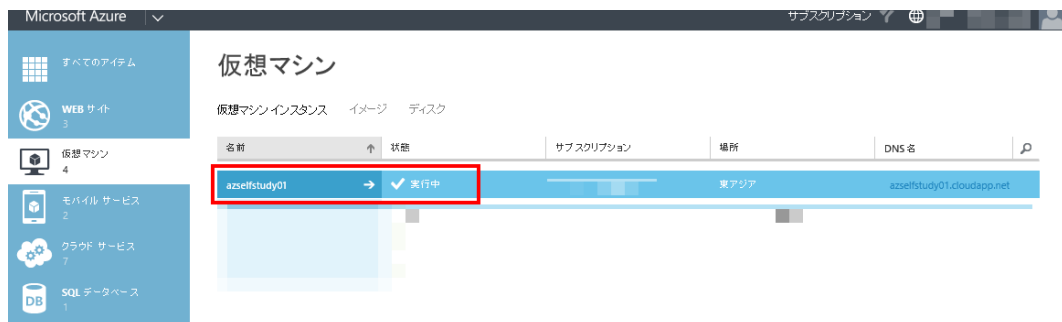 Microsoft Azure
サブスクリプション
すべてのアイテム
WEB サイト
3
仮想マシン
4
モバイル サービス
2
クラウド サービス
7
DB
SQL データベース
1
仮想マシン
仮想マシン インスタンス イメージ ディスク
名前 状態 サブスクリプション 場所 DNS 名
azselfstudy01 実行中 東アジア azselfstudy01.cloudapp.net